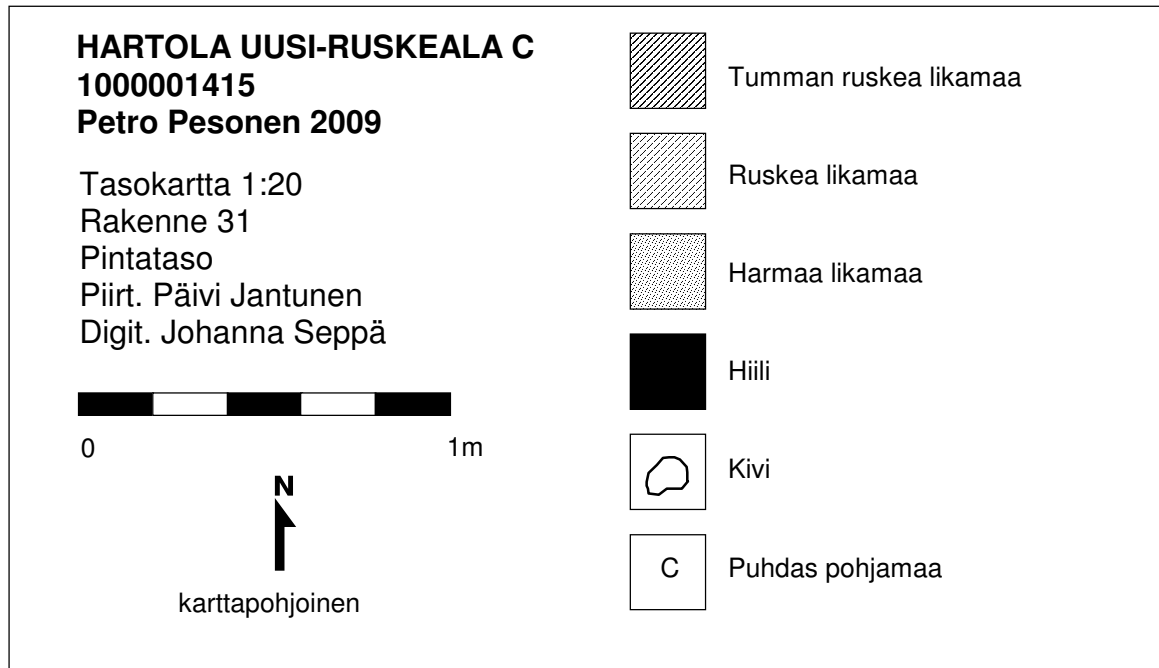 HARTOLA UUSI-RUSKEALA C
1000001415
Petro Pesonen 2009
Tasokartta 1:20
Rakenne 31
Pintataso
Piirt. Päivi Jantunen
Digit. Johanna Seppä
0 1m
N
karttapohjoinen
Tumman ruskea likamaa
Ruskea likamaa
Harmaa likamaa
Hiili
Kivi
C Puhdas pohjamaa